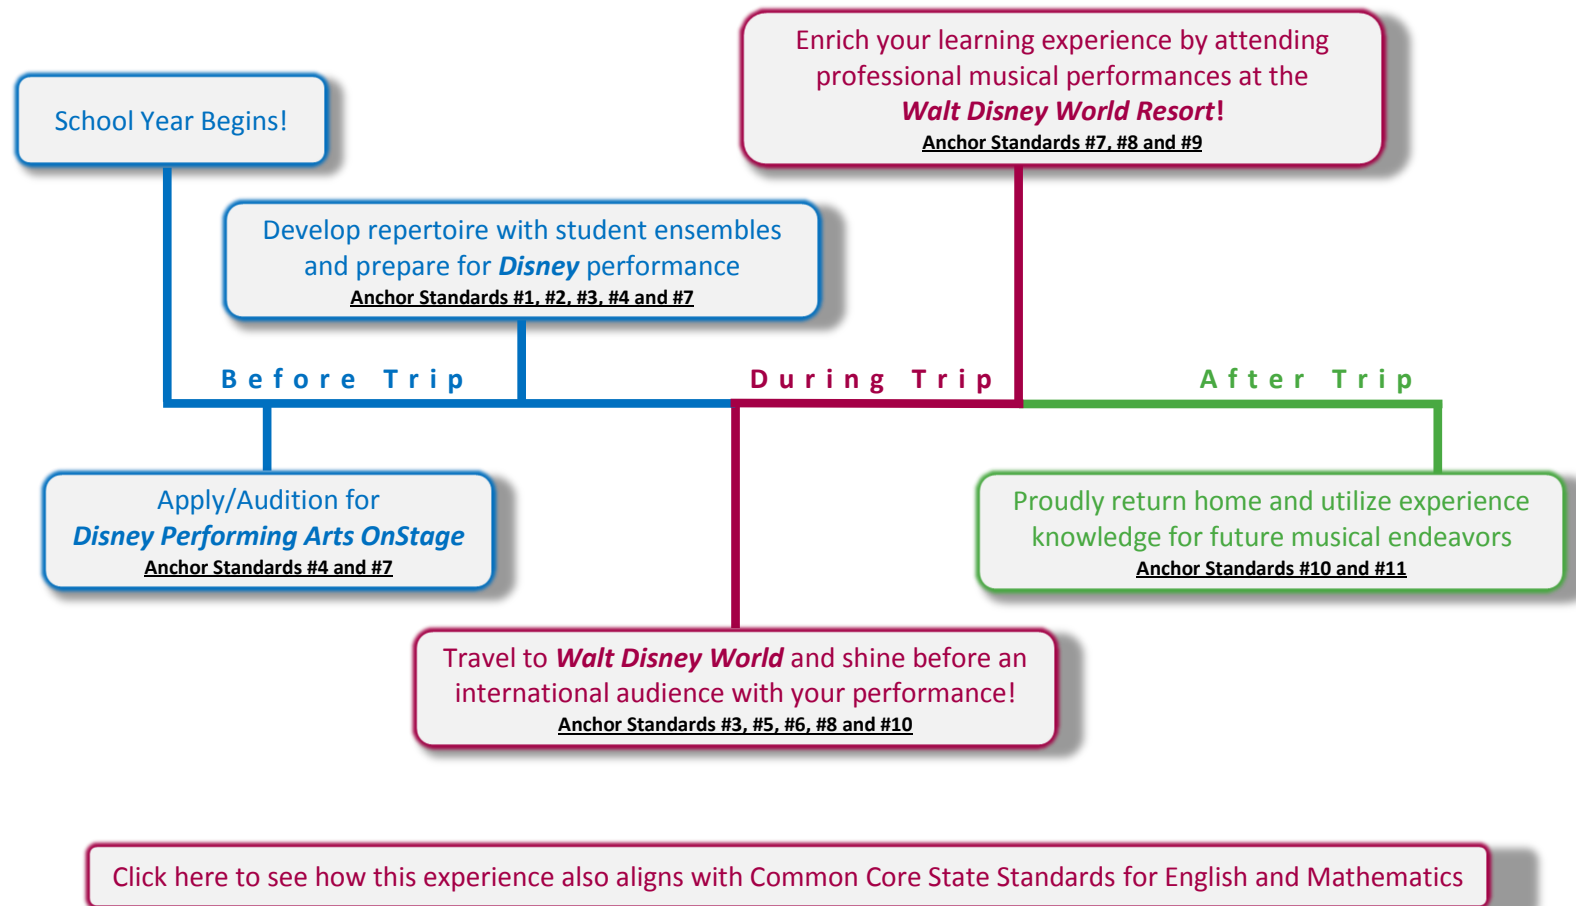 School Year Begins!
Enrich your learning experience by attending
professional musical performances at the
Walt Disney World Resort!
Anchor Standards #7, #8 and #9
Develop repertoire with student ensembles
and prepare for Disney performance
Anchor Standards #1, #2, #3, #4 and #7
Before Trip
During Trip
After Trip
Apply/Audition for
Disney Performing Arts OnStage
Anchor Standards #4 and #7
Proudly return home and utilize experience
knowledge for future musical endeavors
Anchor Standards #10 and #11
Travel to Walt Disney World and shine before an
international audience with your performance!
Anchor Standards #3, #5, #6, #8 and #10
Click here to see how this experience also aligns with Common Core State Standards for English and Mathematics